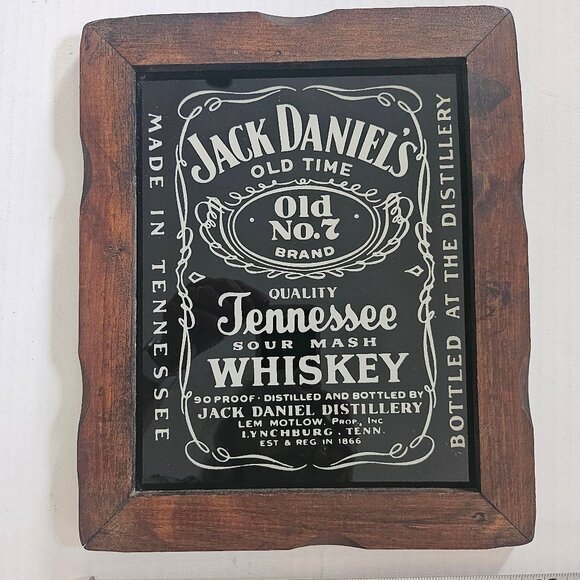 JACK DANIEL'S
OLD TIME
Old
No.7
BRAND
QUALITY
Tennessee
SOUR MASH
WHISKEY
90 PROOF · DISTILLED AND BOTTLED BY
JACK DANIEL DISTILLERY
LEM MOTLOW, PROP., INC
LYNCHBURG, TENN.
EST & REG IN 1866
MADE IN TENNESSEE
BOTTLED AT THE DISTILLERY